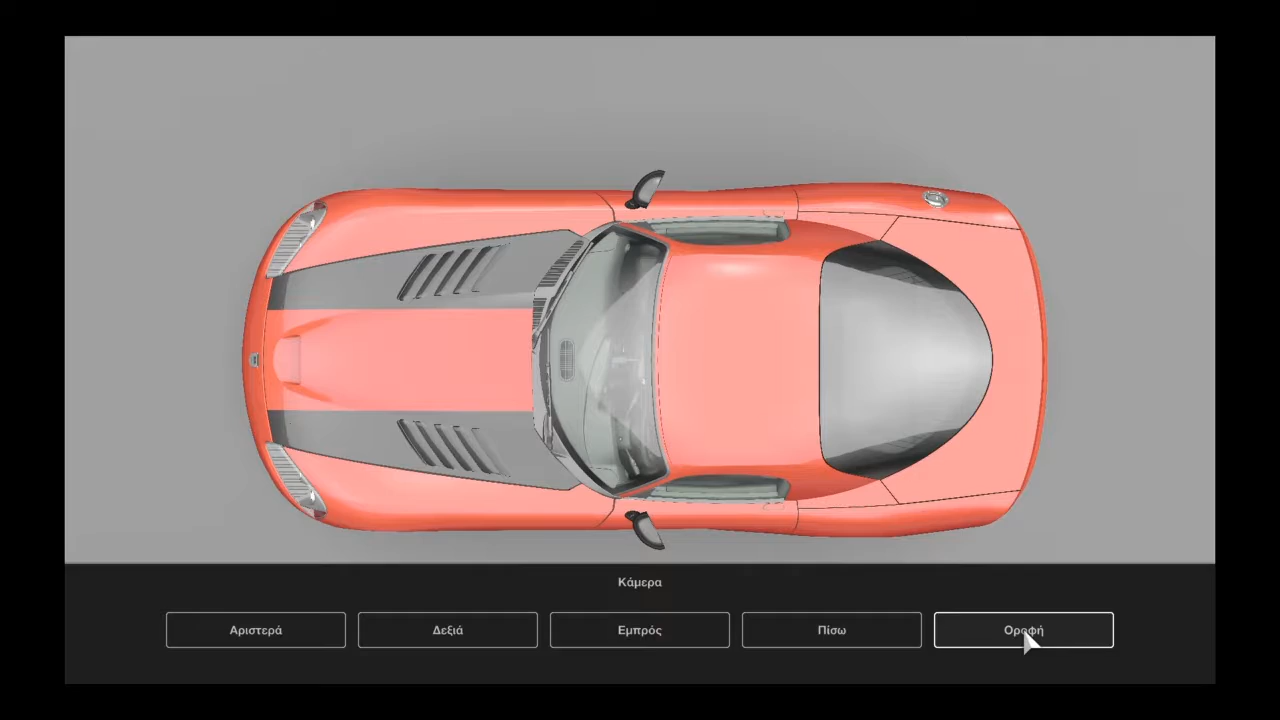 Κάμερα
Αριστερά
Δεξιά
Εμπρός
Πίσω
Οροφή